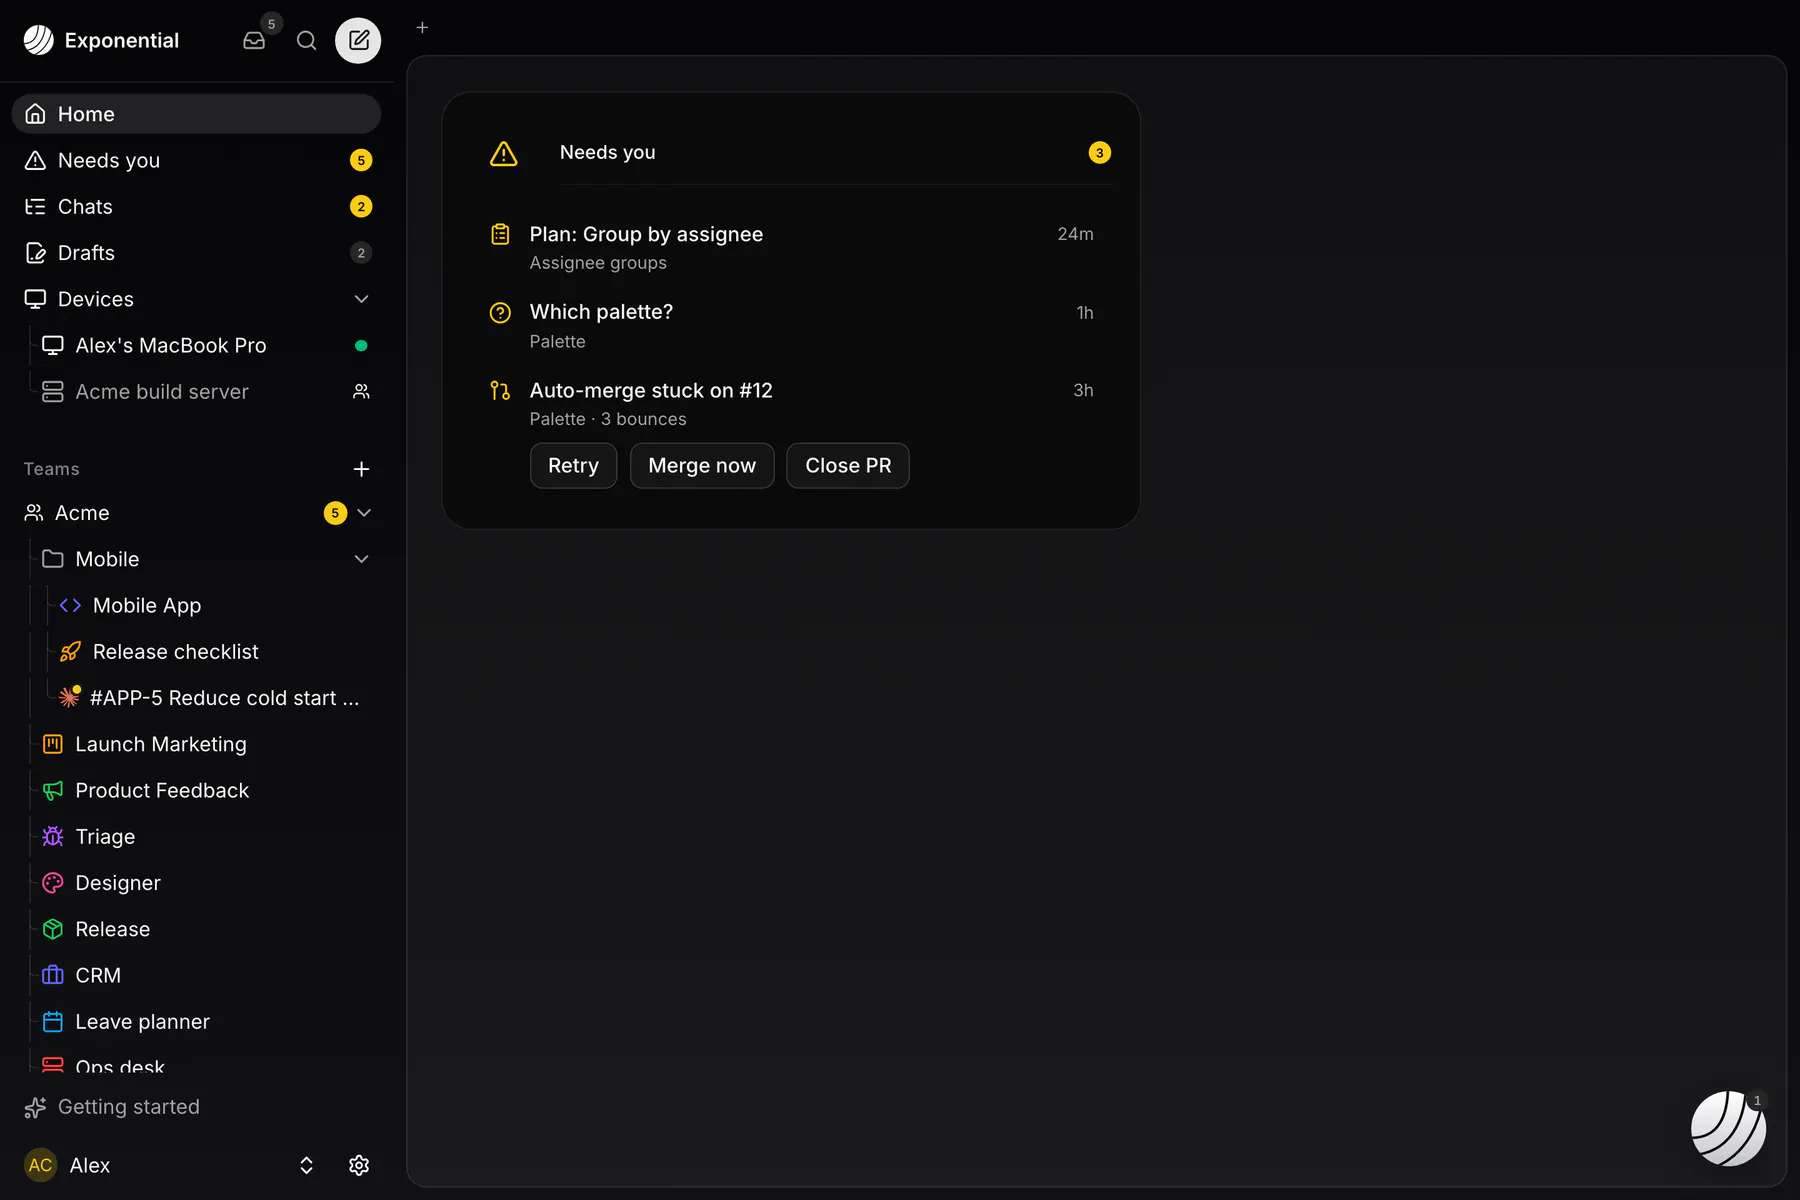 Exponential
5
Home
Needs you
5
Chats
2
Drafts
2
Devices
Alex's MacBook Pro
Acme build server
Teams
Acme
5
Mobile
Mobile App
Release checklist
#APP-5 Reduce cold start ...
Launch Marketing
Product Feedback
Triage
Designer
Release
CRM
Leave planner
Ops desk
Getting started
AC
Alex
Needs you
3
Plan: Group by assignee
24m
Assignee groups
Which palette?
1h
Palette
Auto-merge stuck on #12
3h
Palette · 3 bounces
Retry
Merge now
Close PR
1